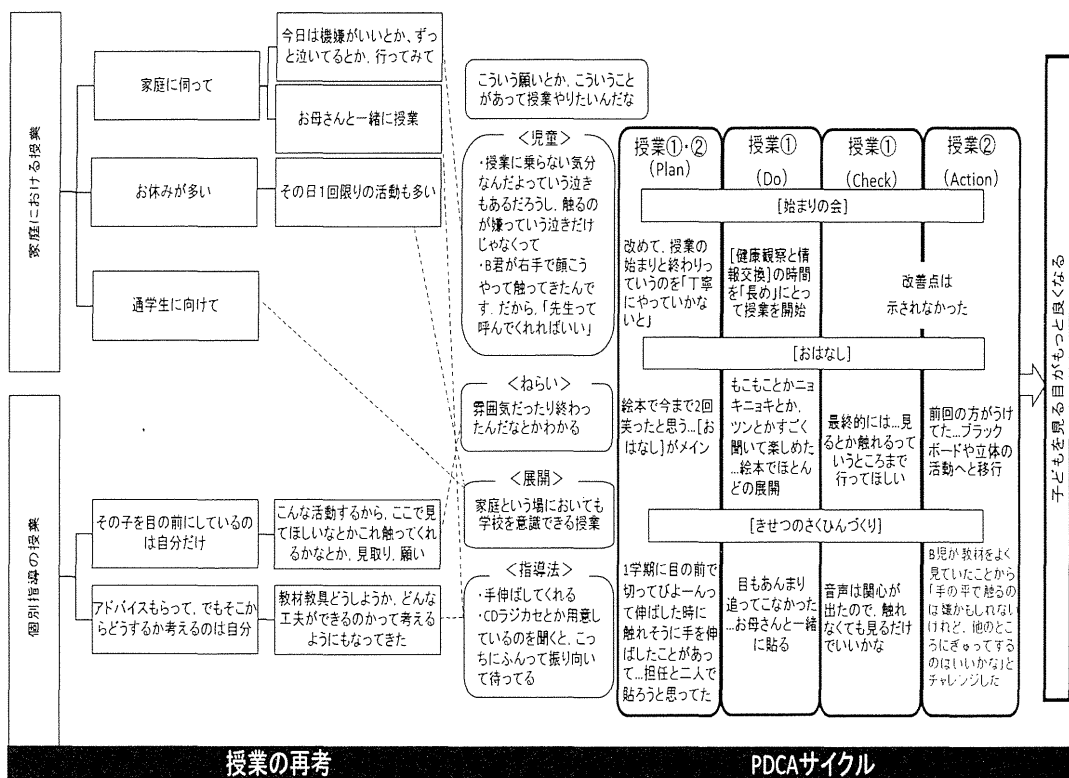 家庭における授業
家庭に伺って
今日は機嫌がいいとか、ずっ
と泣いてるとか、行ってみて
お母さんと一緒に授業
お休みが多い
その日1回限りの活動も多い
通学生に向けて
個別指導の授業
その子を目の前にしているの
は自分だけ
こんな活動するから、ここで見
てほしいなとかこれ触ってくれ
るかなとか、見取り、願い
アドバイスもらって、でもそこか
らどうするか考えるのは自分
教材教具どうしようか、どんな
工夫ができるのかって考える
ようにもなってきた
こういう願いとか、こういうこと
があって授業やりたいんだな
<児童>
・授業に乗らない気分
なんだよっていう泣き
もあるだろうし、触るの
が嫌っていう泣きだけ
じゃなくって
・B君が右手で顔こう
やって触ってきたんで
す.だから、「先生って
呼んでくれればいい」
<ねらい>
雰囲気だったり終わっ
たんだなとかわかる
<展開>
家庭という場においても
学校を意識できる授業
<指導法>
・手伸ばしてくれる
・CDラジカセとか用意し
ているのを聞くと、こっ
ちにふんって振り向い
て待ってる
授業①・②
(Plan)
授業①
(Do)
授業①
(Check)
授業②
(Action)
[始まりの会]
改めて、授業の
始まりと終わりっ
ていうのを「丁寧
にやっていかな
いと」
[健康観察と情
報交換]の時間
を「長め」にとっ
て授業を開始
改善点は
示されなかった
[おはなし]
絵本で今まで2回
笑ったと思う…[お
はなし]がメイン
もこもことかニョ
キニョキとか、
ツンとかすごく
聞いて楽しめた
…絵本でほとん
どの展開
最終的には…見
るとか触れるって
いうところまで
行ってほしい
前回の方がうけ
てた…ブラック
ボードや立体の
活動へと移行
[きせつのさくひんづくり]
1学期に目の前で
切ってびよーんっ
て伸ばした時に
触れそうに手を伸
ばしたことがあっ
て…担任と二人で
貼ろうと思ってた
目もあんまり
追ってこなかった
…お母さんと一緒
に貼る
音声は関心が
出たので、触れ
なくても見るだけ
でいいかな
B児が教材をよく
見ていたことから
「手の平で触るの
は嫌かもしれない
けれど、他のとこ
ろにぎゅってする
のはいいかな」と
チャレンジした
子どもを見る目がもっと良くなる
授業の再考
PDCAサイクル